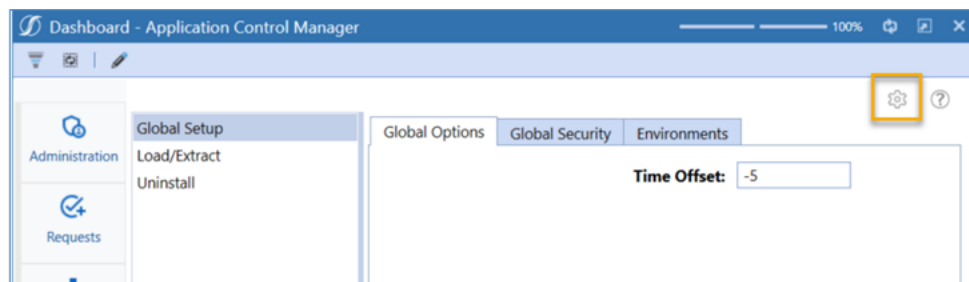 Dashboard - Application Control Manager
100%
Administration
Requests
Global Setup
Load/Extract
Uninstall
Global Options
Global Security
Environments
Time Offset: -5